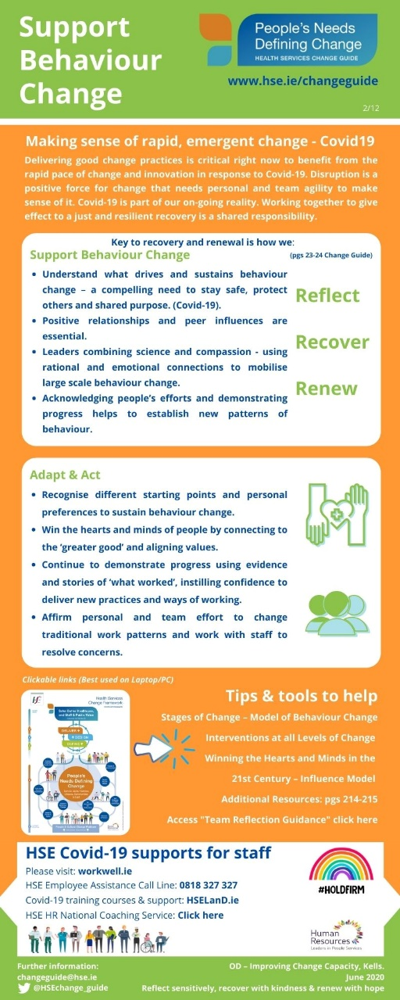 Support
Behaviour
Change
People's Needs
Defining Change
HEALTH SERVICES CHANGE GUIDE
www.hse.ie/changeguide
2/12
Making sense of rapid, emergent change - Covid19
Delivering good change practices is critical right now to benefit from the
rapid pace of change and innovation in response to Covid-19. Disruption is a
positive force for change that needs personal and team agility to make
sense of it. Covid-19 is part of our on-going reality. Working together to give
effect to a just and resilient recovery is a shared responsibility.
Key to recovery and renewal is how we:
Support Behaviour Change
(pgs 23-24 Change Guide)
• Understand what drives and sustains behaviour
change – a compelling need to stay safe, protect
others and shared purpose. (Covid-19).
• Positive relationships and peer influences are
essential.
• Leaders combining science and compassion - using
rational and emotional connections to mobilise
large scale behaviour change.
• Acknowledging people's efforts and demonstrating
progress helps to establish new patterns of
behaviour.
Reflect
Recover
Renew
Adapt & Act
• Recognise different starting points and personal
preferences to sustain behaviour change.
• Win the hearts and minds of people by connecting to
the 'greater good' and aligning values.
• Continue to demonstrate progress using evidence
and stories of 'what worked', instilling confidence to
deliver new practices and ways of working.
• Affirm personal and team effort to change
traditional work patterns and work with staff to
resolve concerns.
Clickable links (Best used on Laptop/PC)
Health Services
Change Framework
Safer Better Healthcare,
and Staff & Public Value
DELIVER
DESIGN
DEFINE
People's
Needs Defining
Change
People & Cultural Change Platform
Tips & tools to help
Stages of Change – Model of Behaviour Change
Interventions at all Levels of Change
Winning the Hearts and Minds in the
21st Century – Influence Model
Additional Resources: pgs 214-215
Access "Team Reflection Guidance" click here
HSE Covid-19 supports for staff
Please visit: workwell.ie
HSE Employee Assistance Call Line: 0818 327 327
Covid-19 training courses & support: HSELanD.ie
HSE HR National Coaching Service: Click here
#HOLDFIRM
Human
Resources
Leaders in People Services
Further information:
changeguide@hse.ie
@HSEchange_guide
OD – Improving Change Capacity, Kells.
June 2020
Reflect sensitively, recover with kindness & renew with hope